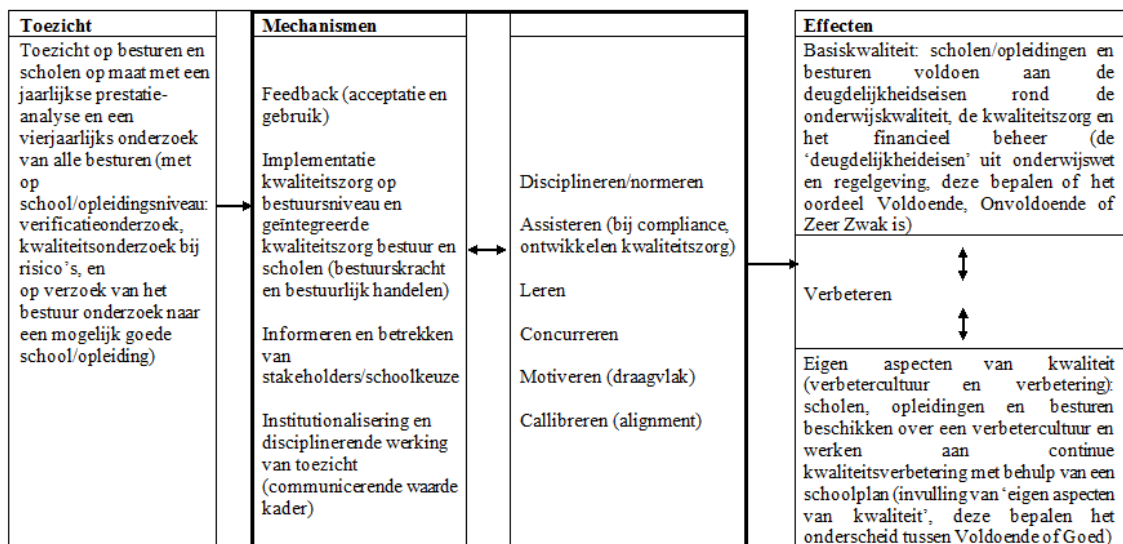 Toezicht
Toezicht op besturen en
scholen op maat met een
jaarlijkse prestatie-
analyse en een
vierjaarlijks onderzoek
van alle besturen (met
op
school/opleidingsniveau:
verificatieonderzoek,
kwaliteitsonderzoek bij
risico’s, en
op verzoek van het
bestuur onderzoek naar
een mogelijk goede
school/opleiding)
Mechanismen
Feedback (acceptatie en
gebruik)
Implementatie
kwaliteitszorg op
bestuursniveau en
geïntegreerde
kwaliteitszorg bestuur en
scholen (bestuurskracht
en bestuurlijk handelen)
Informeren en betrekken
van
stakeholders/schoolkeuze
Institutionalisering en
disciplinerende werking
van toezicht
(communicerende waarde
kader)
Disciplineren/normeren
Assisteren (bij compliance,
ontwikkelen kwaliteitszorg)
Leren
Concurreren
Motiveren (draagvlak)
Callibreren (alignment)
Effecten
Basiskwaliteit: scholen/opleidingen en
besturen voldoen aan de
deugdelijkheidseisen rond de
onderwijskwaliteit, de kwaliteitszorg en
het financieel beheer (de
‘deugdelijkheideisen’ uit onderwijswet
en regelgeving, deze bepalen of het
oordeel Voldoende, Onvoldoende of
Zeer Zwak is)
Verbeteren
Eigen aspecten van kwaliteit
(verbetercultuur en verbetering):
scholen, opleidingen en besturen
beschikken over een verbetercultuur en
werken aan continue
kwaliteitsverbetering met behulp van een
schoolplan (invulling van ‘eigen aspecten
van kwaliteit’, deze bepalen het
onderscheid tussen Voldoende of Goed)